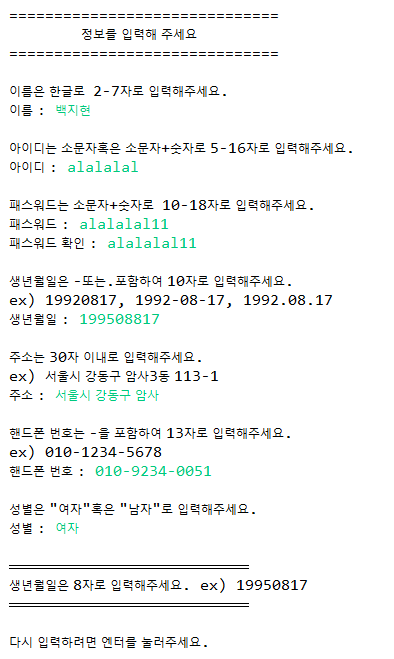 ==============================
정보를 입력해 주세요
==============================
이름은 한글로 2-7자로 입력해주세요.
이름 : 백지현
아이디는 소문자혹은 소문자+숫자로 5-16자로 입력해주세요.
아이디 : alalalal
패스워드는 소문자+숫자로 10-18자로 입력해주세요.
패스워드 : alalalal11
패스워드 확인 : alalalal11
생년월일은 -또는.포함하여 10자로 입력해주세요.
ex) 19920817, 1992-08-17, 1992.08.17
생년월일 : 199508817
주소는 30자 이내로 입력해주세요.
ex) 서울시 강동구 암사3동 113-1
주소 : 서울시 강동구 암사
핸드폰 번호는 -을 포함하여 13자로 입력해주세요.
ex) 010-1234-5678
핸드폰 번호 : 010-9234-0051
성별은 "여자"혹은 "남자"로 입력해주세요.
성별 : 여자
══════════════════════════════
생년월일은 8자로 입력해주세요. ex) 19950817
══════════════════════════════
다시 입력하려면 엔터를 눌러주세요.